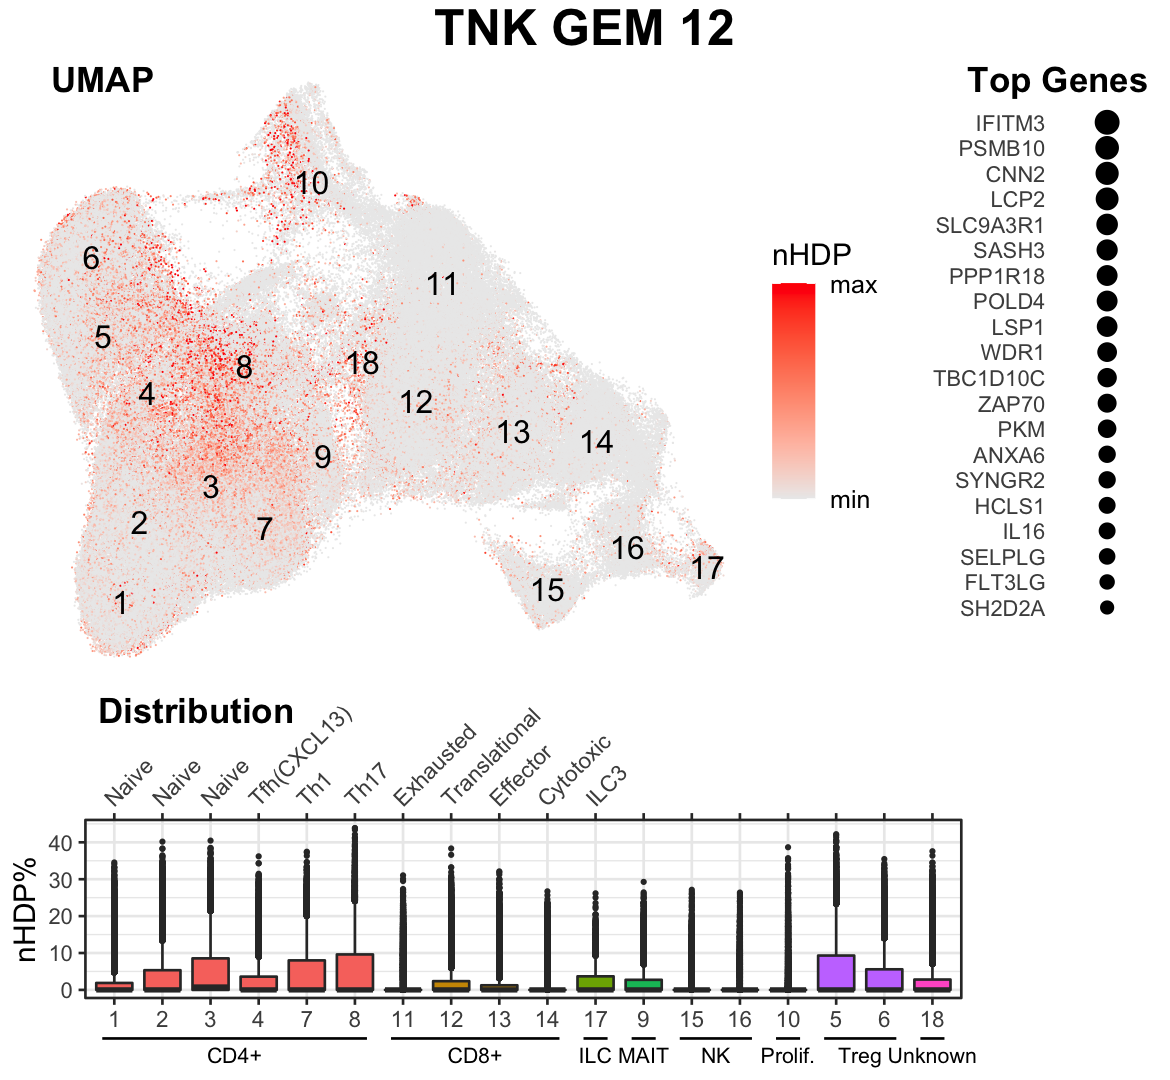 TNK GEM 12
UMAP
10
6
11
5
8
18
4
12
13
14
9
3
2
7
16
17
15
1
nHDP
max
min
Top Genes
IFITM3
PSMB10
CNN2
LCP2
SLC9A3R1
SASH3
PPP1R18
POLD4
LSP1
WDR1
TBC1D10C
ZAP70
PKM
ANXA6
SYNGR2
HCLS1
IL16
SELPLG
FLT3LG
SH2D2A
Distribution
Naive
Naive
Naive
Tfh(CXCL13)
Th1
Th17
Exhausted
Translational
Effector
Cytotoxic
ILC3
nHDP%
40
30
20
10
0
1 2 3 4 7 8 11 12 13 14 17 9 15 16 10 5 6 18
CD4+ CD8+ ILC MAIT NK Prolif. Treg Unknown